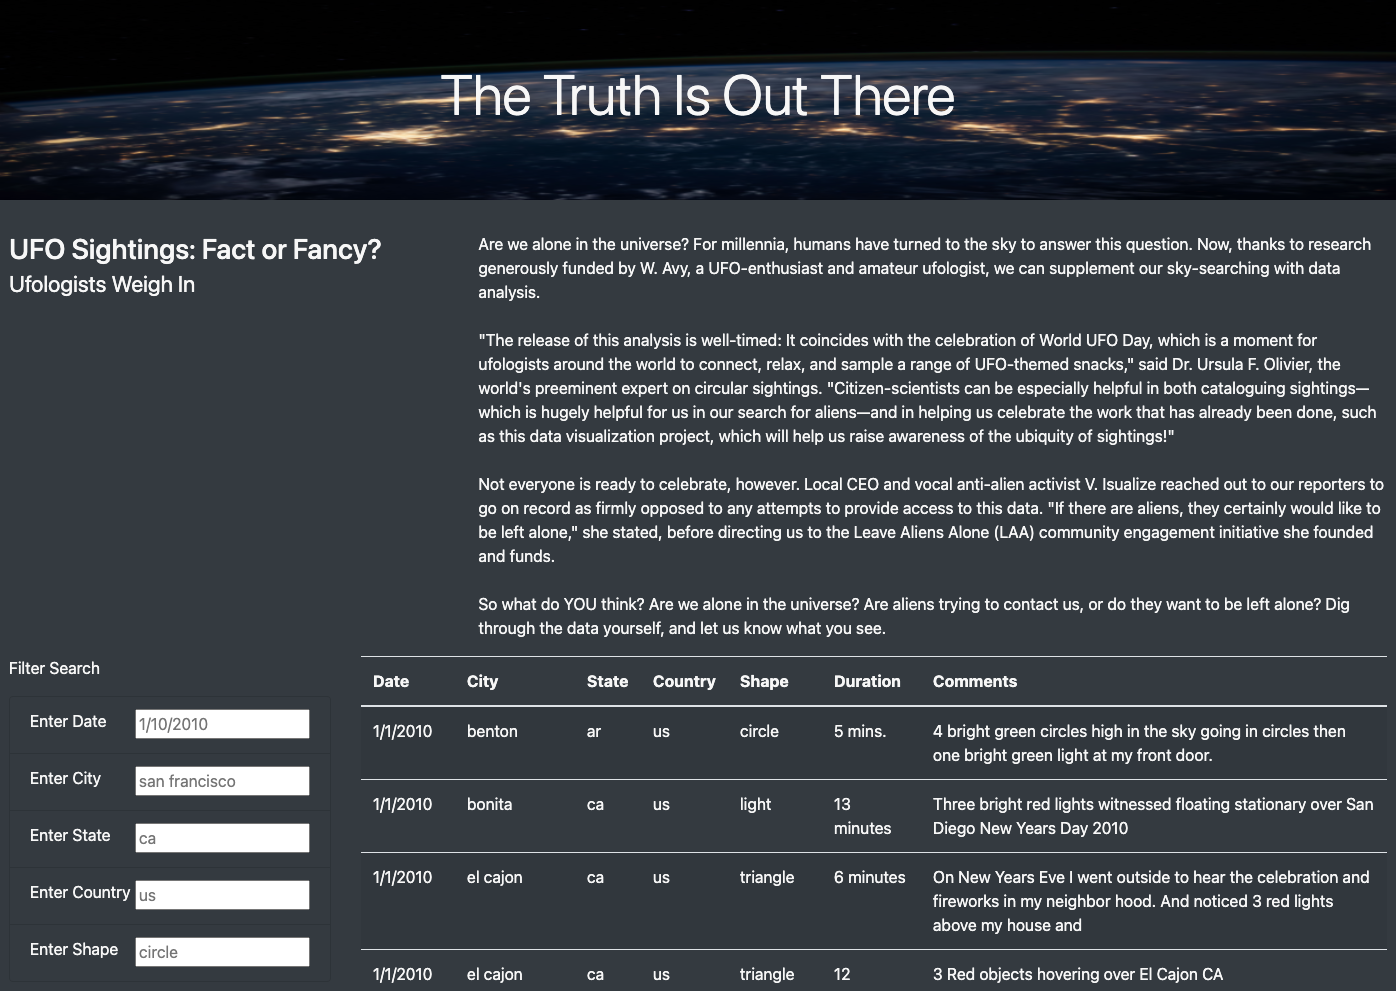 The Truth Is Out There
UFO Sightings: Fact or Fancy?
Ufologists Weigh In
Are we alone in the universe? For millennia, humans have turned to the sky to answer this question. Now, thanks to research
generously funded by W. Avy, a UFO-enthusiast and amateur ufologist, we can supplement our sky-searching with data
analysis.
"The release of this analysis is well-timed: It coincides with the celebration of World UFO Day, which is a moment for
ufologists around the world to connect, relax, and sample a range of UFO-themed snacks," said Dr. Ursula F. Olivier, the
world's preeminent expert on circular sightings. "Citizen-scientists can be especially helpful in both cataloguing sightings—
which is hugely helpful for us in our search for aliens—and in helping us celebrate the work that has already been done, such
as this data visualization project, which will help us raise awareness of the ubiquity of sightings!"
Not everyone is ready to celebrate, however. Local CEO and vocal anti-alien activist V. Isualize reached out to our reporters to
go on record as firmly opposed to any attempts to provide access to this data. "If there are aliens, they certainly would like to
be left alone," she stated, before directing us to the Leave Aliens Alone (LAA) community engagement initiative she founded
and funds.
So what do YOU think? Are we alone in the universe? Are aliens trying to contact us, or do they want to be left alone? Dig
through the data yourself, and let us know what you see.
Filter Search
Enter Date 1/10/2010
Enter City san francisco
Enter State ca
Enter Country us
Enter Shape circle
Date City State Country Shape Duration Comments
1/1/2010 benton ar us circle 5 mins. 4 bright green circles high in the sky going in circles then
one bright green light at my front door.
1/1/2010 bonita ca us light 13 Three bright red lights witnessed floating stationary over San
minutes Diego New Years Day 2010
1/1/2010 el cajon ca us triangle 6 minutes On New Years Eve I went outside to hear the celebration and
fireworks in my neighbor hood. And noticed 3 red lights
above my house and
1/1/2010 el cajon ca us triangle 12 3 Red objects hovering over El Cajon CA